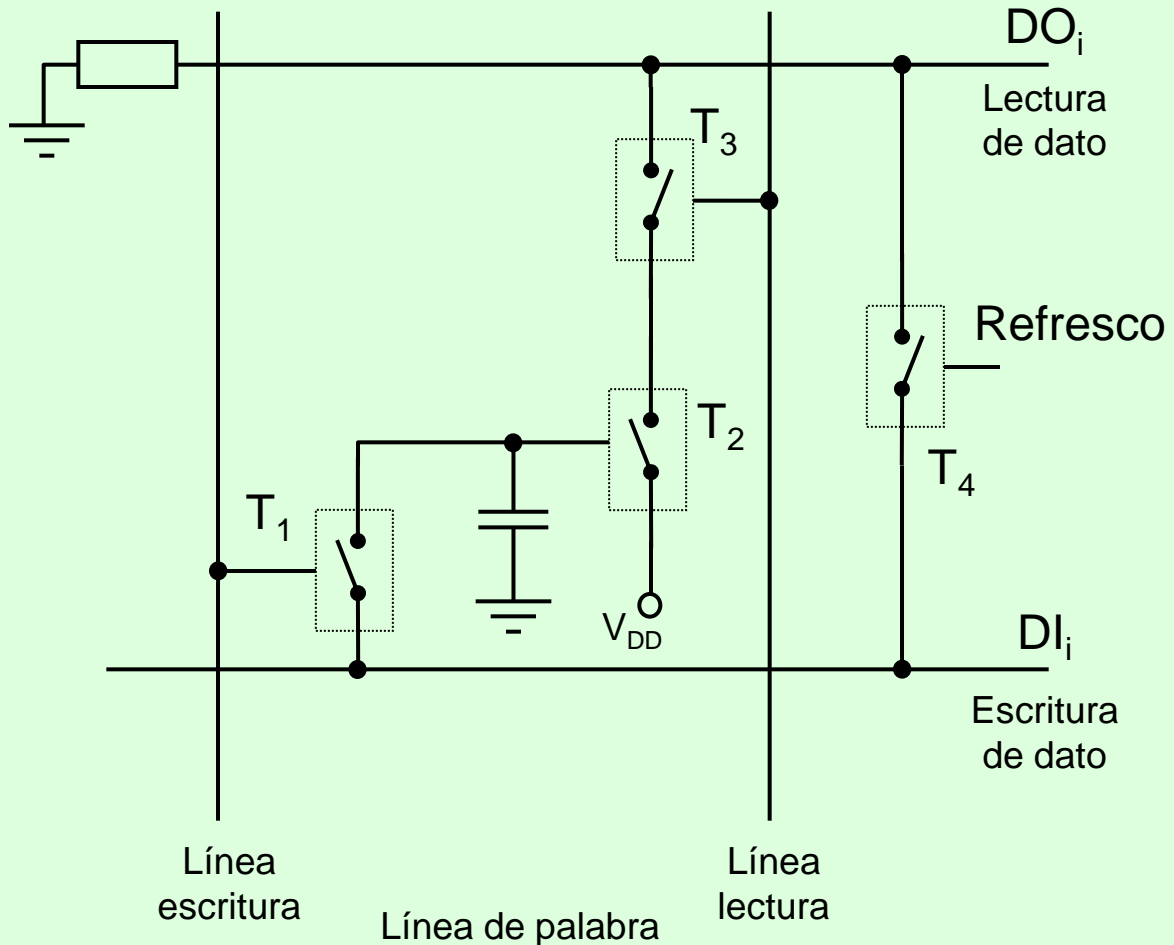 DOi
Lectura
de dato
T3
Refresco
T2
T4
T1
VDD
DIi
Escritura
de dato
Línea
escritura
Línea
lectura
Línea de palabra